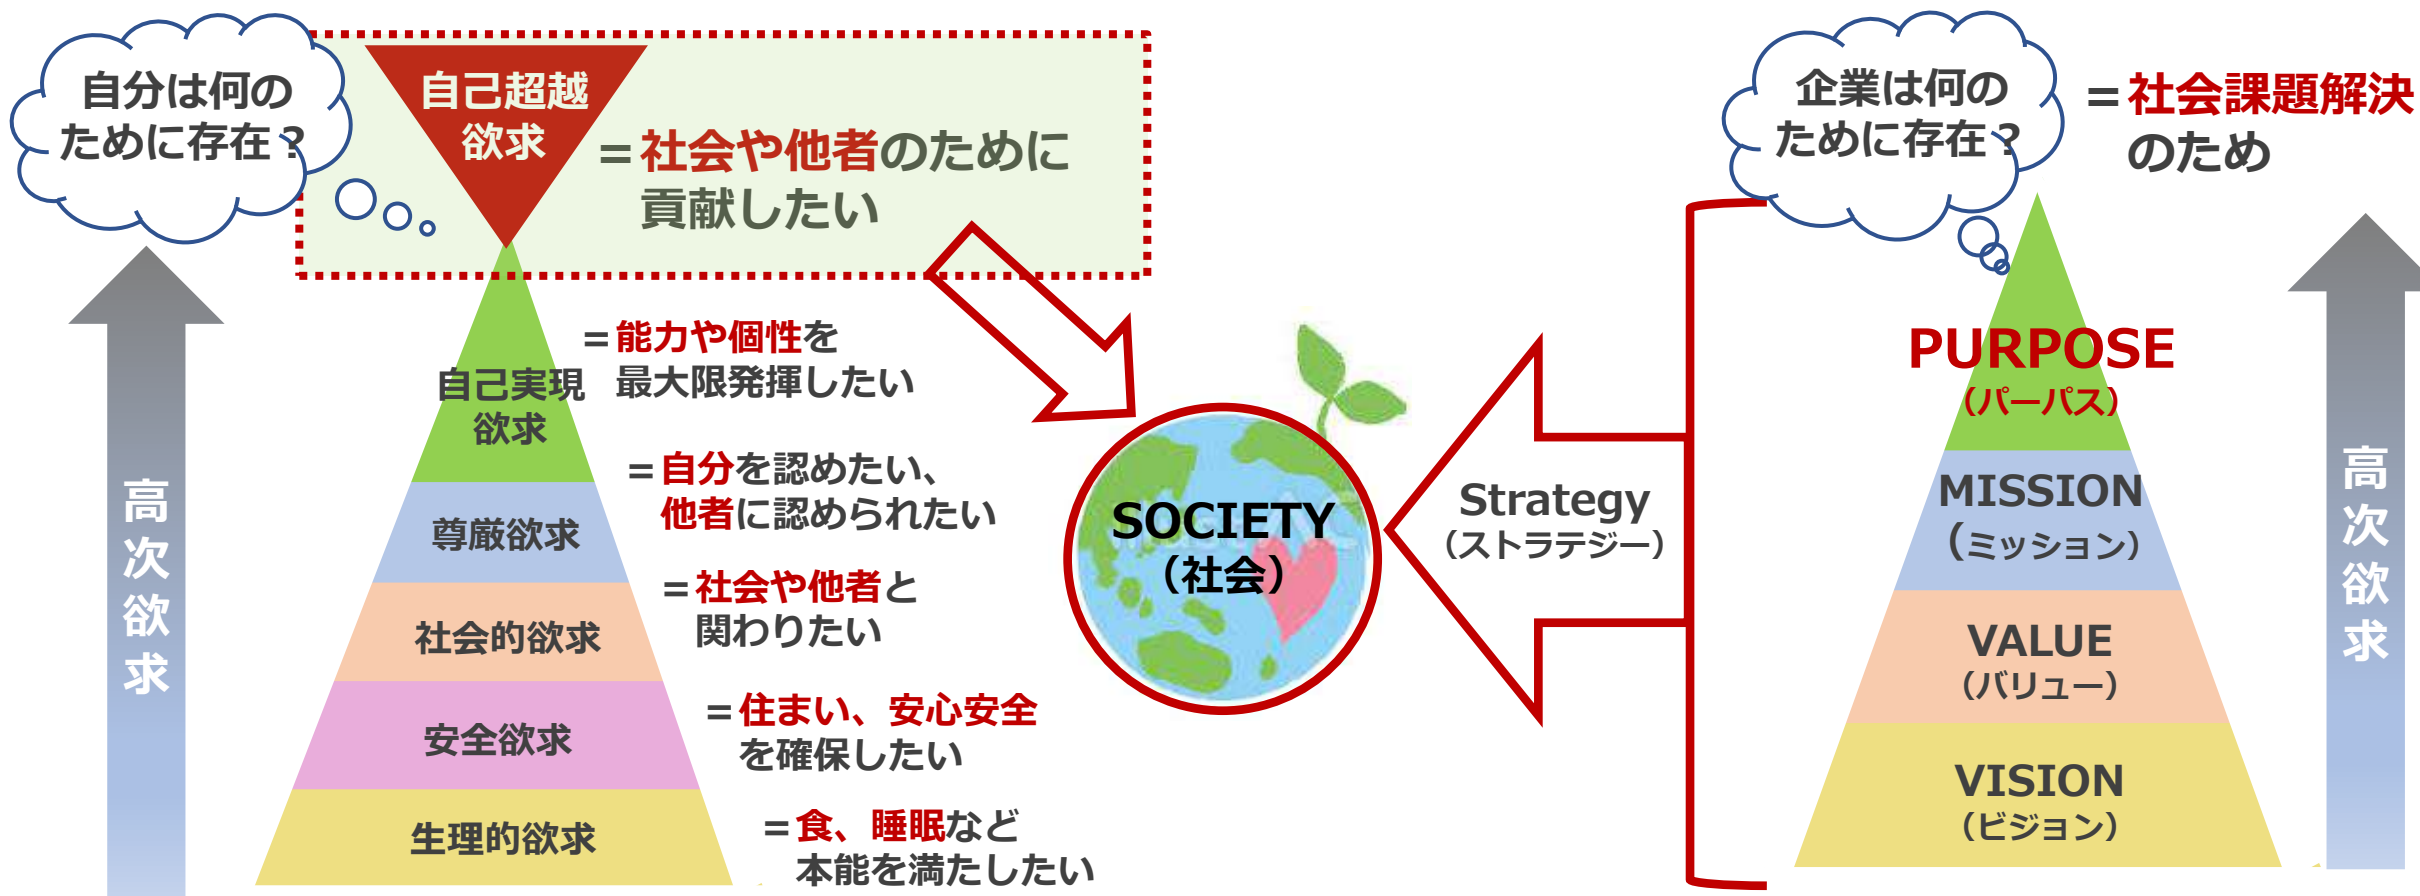 自分は何の
ために存在？
自己超越
欲求
＝社会や他者のために
貢献したい
高次欲求
自己実現
欲求
＝能力や個性を
最大限発揮したい
尊厳欲求
＝自分を認めたい、
他者に認められたい
社会的欲求
＝社会や他者と
関わりたい
安全欲求
＝住まい、安心安全
を確保したい
生理的欲求
＝食、睡眠など
本能を満たしたい
SOCIETY
（社会）
Strategy
（ストラテジー）
企業は何の
ために存在？
＝社会課題解決
のため
PURPOSE
（パーパス）
MISSION
（ミッション）
VALUE
（バリュー）
VISION
（ビジョン）
高次欲求